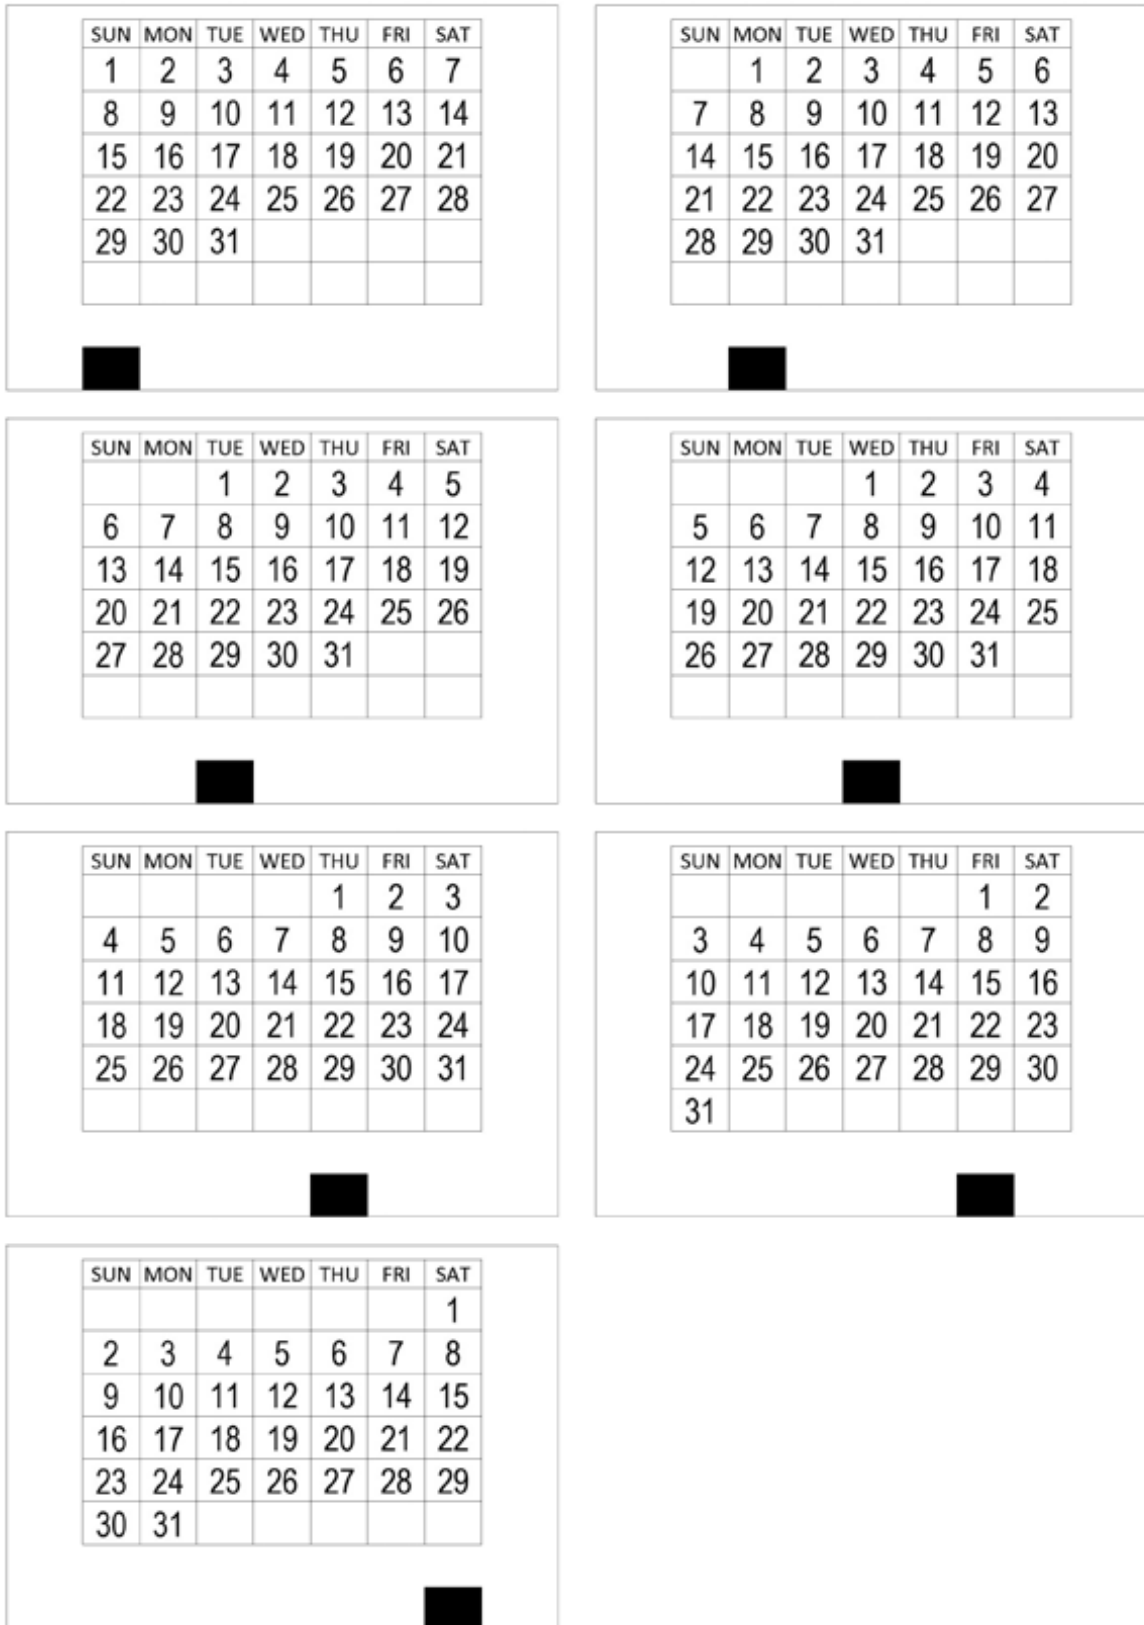 SUN MON TUE WED THU FRI SAT
1 2 3 4 5 6 7
8 9 10 11 12 13 14
15 16 17 18 19 20 21
22 23 24 25 26 27 28
29 30 31
SUN MON TUE WED THU FRI SAT
1 2 3 4 5 6
7 8 9 10 11 12 13
14 15 16 17 18 19 20
21 22 23 24 25 26 27
28 29 30 31
SUN MON TUE WED THU FRI SAT
1 2 3 4 5
6 7 8 9 10 11 12
13 14 15 16 17 18 19
20 21 22 23 24 25 26
27 28 29 30 31
SUN MON TUE WED THU FRI SAT
1 2 3 4
5 6 7 8 9 10 11
12 13 14 15 16 17 18
19 20 21 22 23 24 25
26 27 28 29 30 31
SUN MON TUE WED THU FRI SAT
1 2 3
4 5 6 7 8 9 10
11 12 13 14 15 16 17
18 19 20 21 22 23 24
25 26 27 28 29 30 31
SUN MON TUE WED THU FRI SAT
1 2
3 4 5 6 7 8 9
10 11 12 13 14 15 16
17 18 19 20 21 22 23
24 25 26 27 28 29 30
31
SUN MON TUE WED THU FRI SAT
1
2 3 4 5 6 7 8
9 10 11 12 13 14 15
16 17 18 19 20 21 22
23 24 25 26 27 28 29
30 31